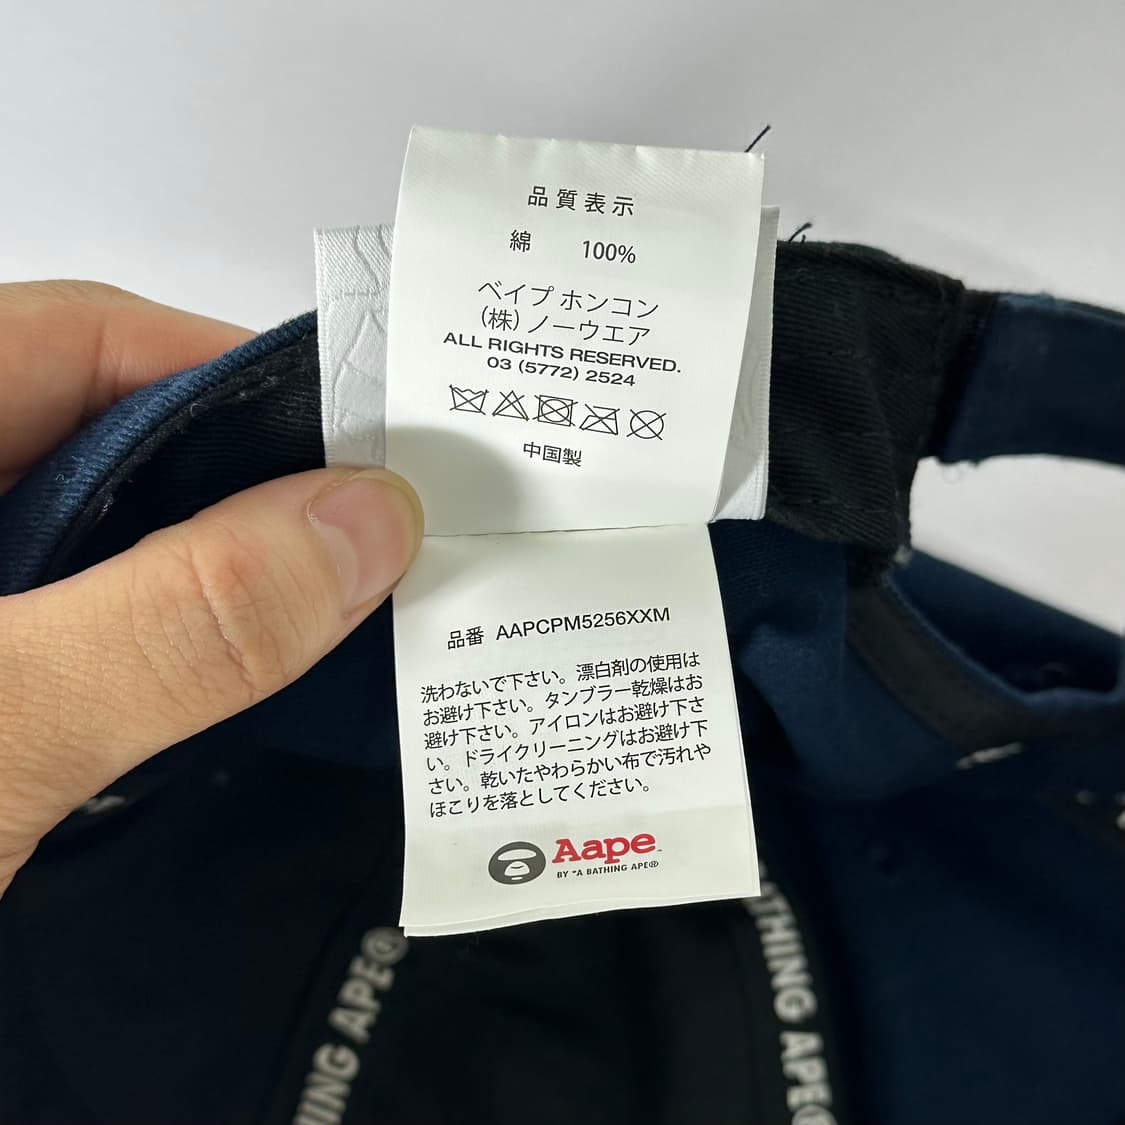 品質表示
綿 100%
ベイプ ホンコン
(株) ノーウエア
ALL RIGHTS RESERVED.
03 (5772) 2524
中国製
品番 AAPCPM5256XXM
洗わないで下さい。漂白剤の使用は
お避け下さい。タンブラー乾燥はお
避け下さい。アイロンはお避け下さ
い。ドライクリーニングはお避け下
さい。乾いたやわらかい布で汚れや
ほこりを落としてください。
Aape™
BY *A BATHING APE®
HING APE®
ATHING APE®